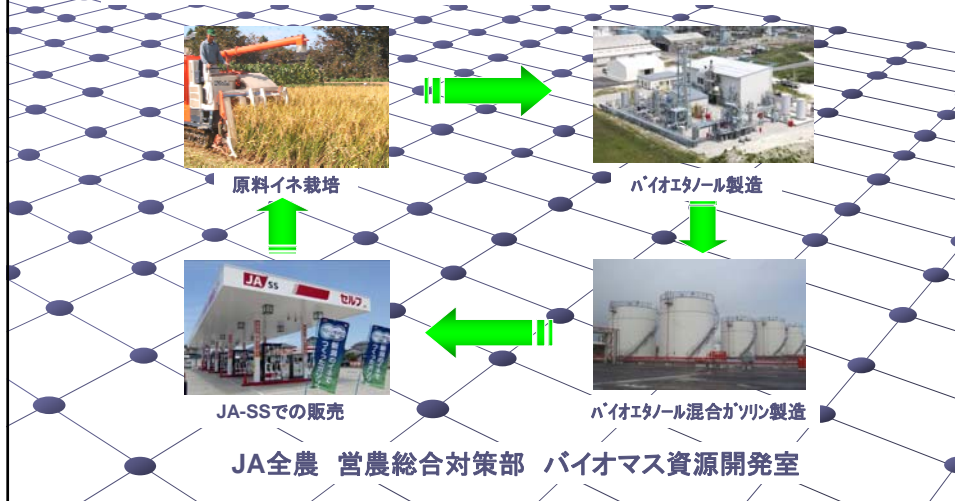 原料イネ栽培
バイオエタノール製造
JA SS
セルフ
JA-SSでの販売
バイオエタノール混合ガソリン製造
JA全農 営農総合対策部 バイオマス資源開発室